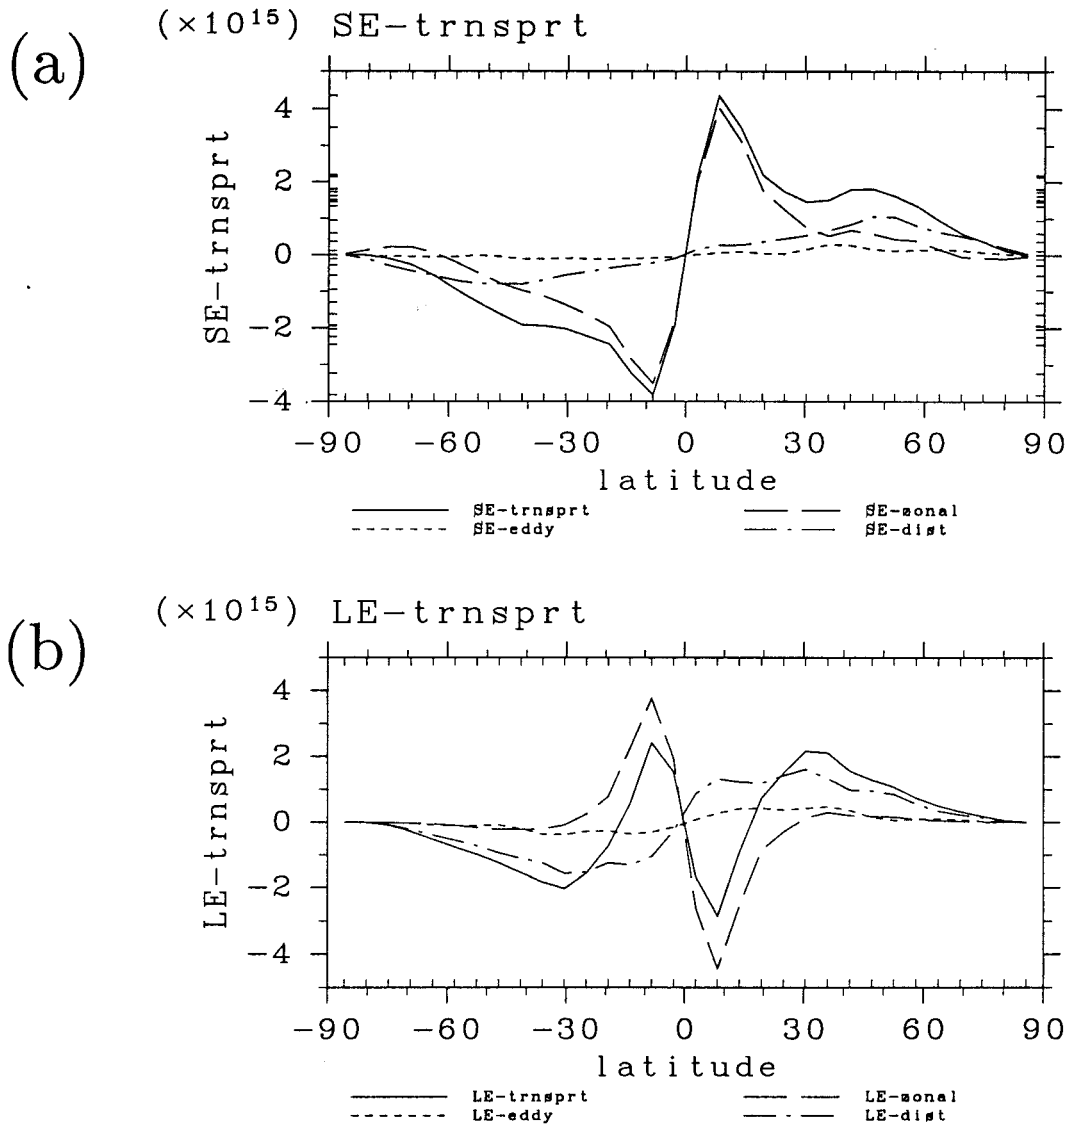 (a)
(×10¹⁵) SE-trnsprt
SE-trnsprt
4
2
0
-2
-4
-90 -60 -30 0 30 60 90
latitude
SE-trnsprt SE-zonal
SE-eddy SE-dist
(b)
(×10¹⁵) LE-trnsprt
LE-trnsprt
4
2
0
-2
-4
-90 -60 -30 0 30 60 90
latitude
LE-trnsprt LE-zonal
LE-eddy LE-dist